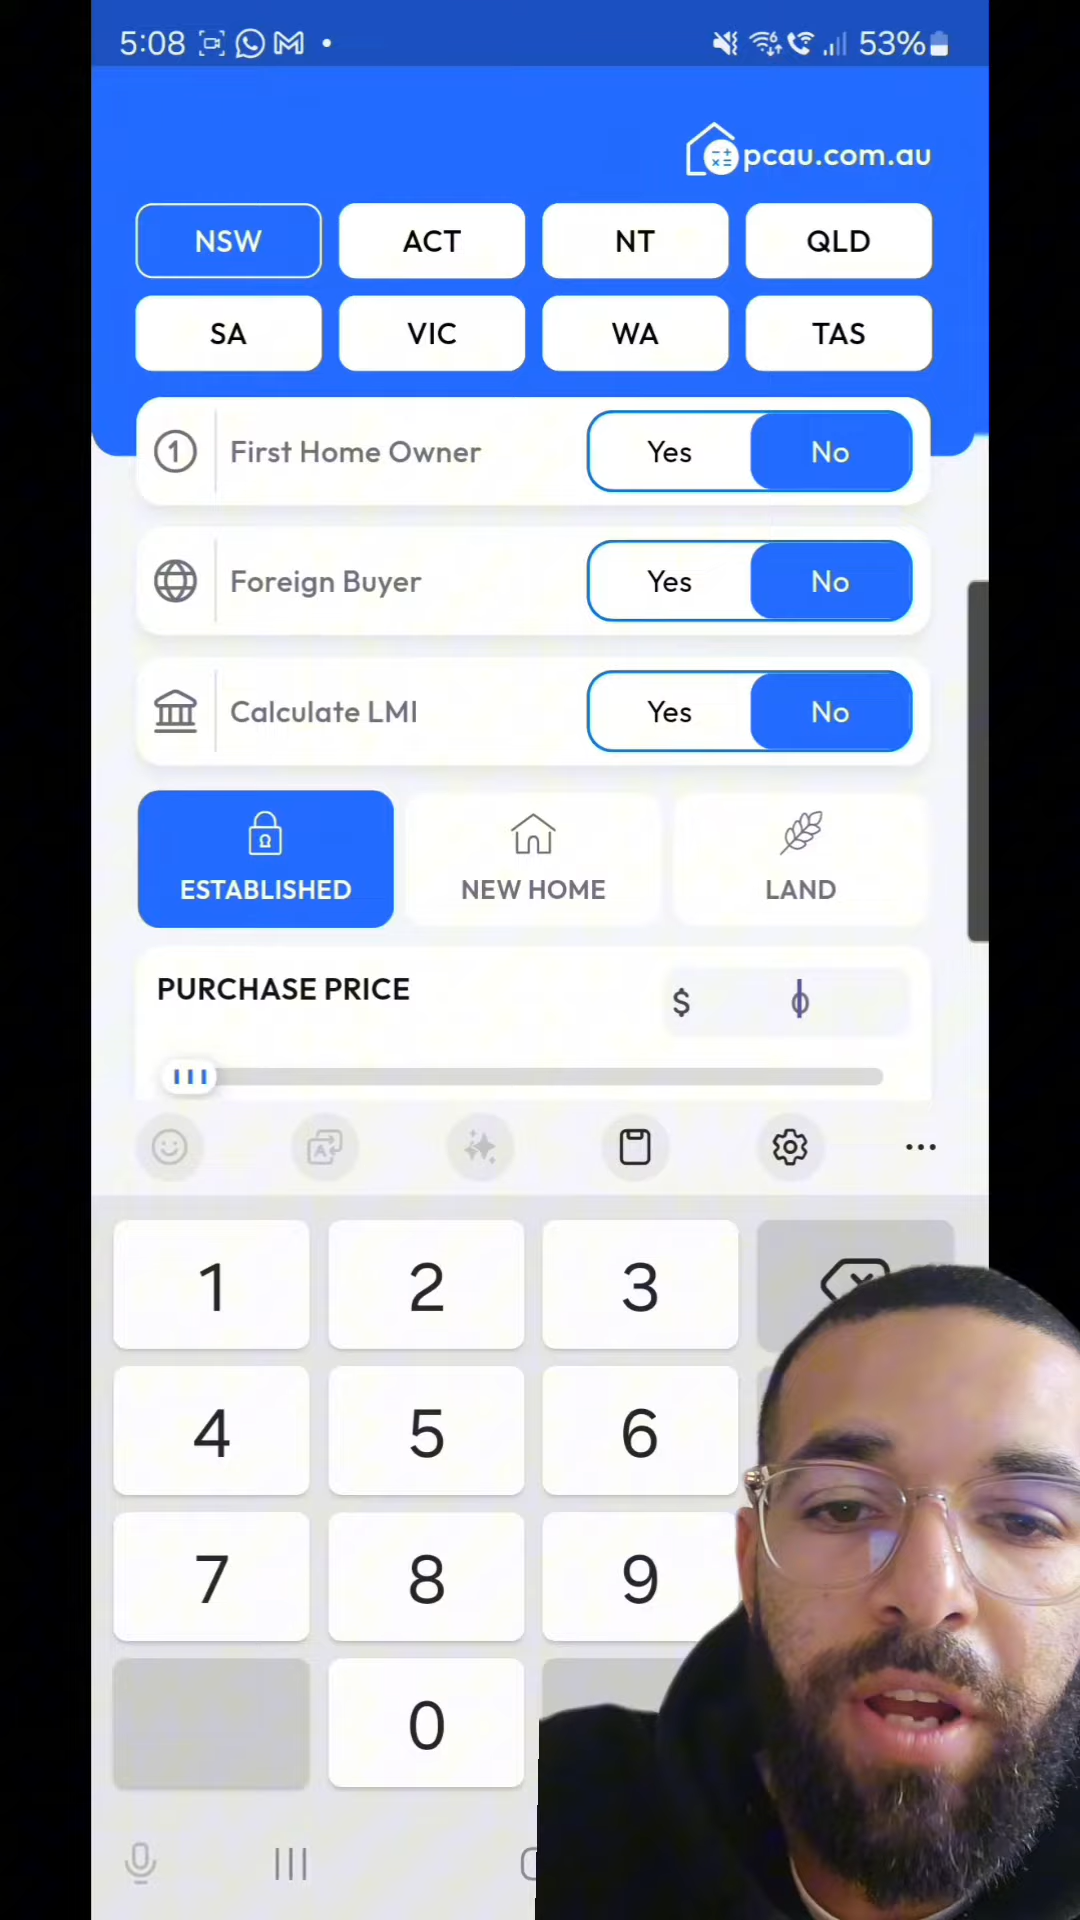 5:08
53%
pcau.com.au
NSW ACT NT QLD
SA VIC WA TAS
First Home Owner Yes No
Foreign Buyer Yes No
Calculate LMI Yes No
ESTABLISHED NEW HOME LAND
PURCHASE PRICE $ 0
1 2 3
4 5 6
7 8 9
0